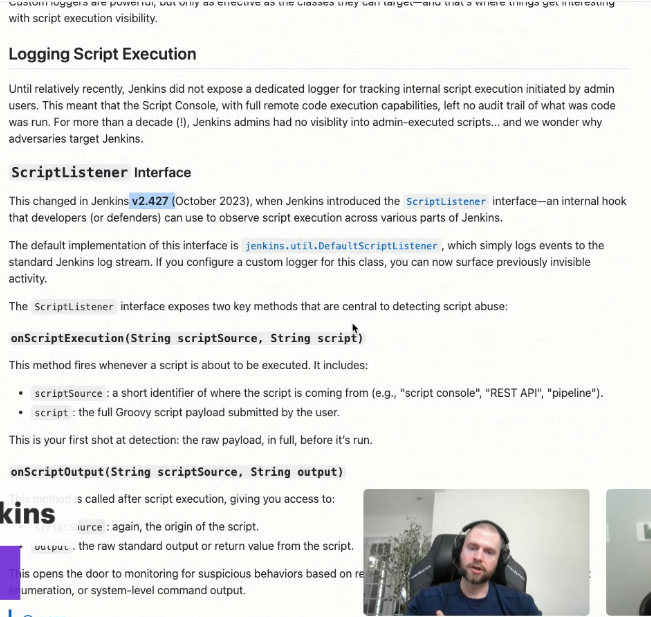 Custom loggers are powerful, but only as effective as the classes they can target—and that's where things get interesting
with script execution visibility.
Logging Script Execution
Until relatively recently, Jenkins did not expose a dedicated logger for tracking internal script execution initiated by admin
users. This meant that the Script Console, with full remote code execution capabilities, left no audit trail of what was code
was run. For more than a decade (!), Jenkins admins had no visiblity into admin-executed scripts... and we wonder why
adversaries target Jenkins.
ScriptListener Interface
This changed in Jenkins v2.427 (October 2023), when Jenkins introduced the ScriptListener interface—an internal hook
that developers (or defenders) can use to observe script execution across various parts of Jenkins.
The default implementation of this interface is jenkins.util.DefaultScriptListener, which simply logs events to the
standard Jenkins log stream. If you configure a custom logger for this class, you can now surface previously invisible
activity.
The ScriptListener interface exposes two key methods that are central to detecting script abuse:
onScriptExecution(String scriptSource, String script)
This method fires whenever a script is about to be executed. It includes:
• scriptSource : a short identifier of where the script is coming from (e.g., "script console", "REST API", "pipeline").
• script : the full Groovy script payload submitted by the user.
This is your first shot at detection: the raw payload, in full, before it's run.
onScriptOutput(String scriptSource, String output)
This method is called after script execution, giving you access to:
kins
scriptSource : again, the origin of the script.
output : the raw standard output or return value from the script.
This opens the door to monitoring for suspicious behaviors based on
enumeration, or system-level command output.